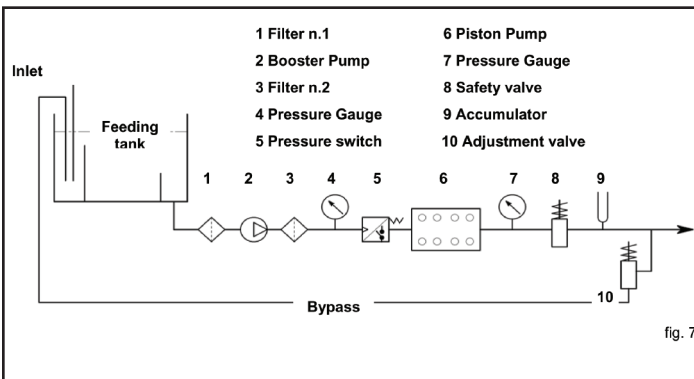 1 Filter n.1
2 Booster Pump
3 Filter n.2
4 Pressure Gauge
5 Pressure switch
6 Piston Pump
7 Pressure Gauge
8 Safety valve
9 Accumulator
10 Adjustment valve
Inlet
Feeding
tank
1 2 3 4 5 6 7 8 9
10
Bypass
fig. 7